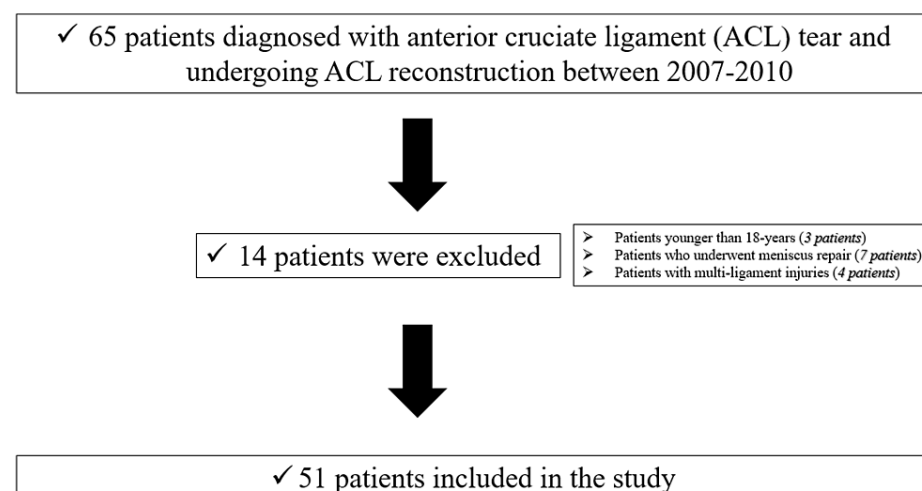 ✓ 65 patients diagnosed with anterior cruciate ligament (ACL) tear and
undergoing ACL reconstruction between 2007-2010
✓ 14 patients were excluded
➢ Patients younger than 18-years (3 patients)
➢ Patients who underwent meniscus repair (7 patients)
➢ Patients with multi-ligament injuries (4 patients)
✓ 51 patients included in the study